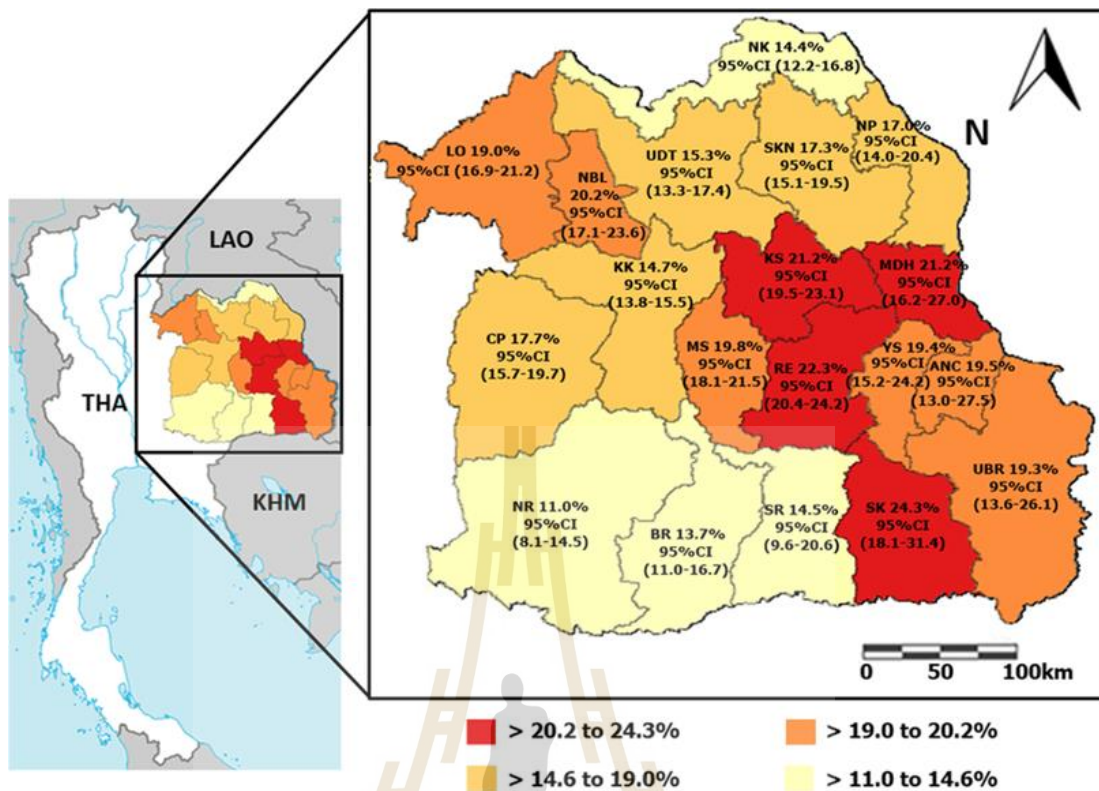 NK 14.4%
95%CI (12.2-16.8)
N
NP 17.0%
95%CI
(14.0-20.4)
LO 19.0%
95%CI (16.9-21.2)
NBL
20.2%
95%CI
(17.1-23.6)
UDT 15.3%
95%CI
(13.3-17.4)
SKN 17.3%
95%CI
(15.1-19.5)
KK 14.7%
95%CI
(13.8-15.5)
KS 21.2%
95%CI
(19.5-23.1)
MDH 21.2%
95%CI
(16.2-27.0)
CP 17.7%
95%CI
(15.7-19.7)
MS 19.8%
95%CI
(18.1-21.5)
RE 22.3%
95%CI
(20.4-24.2)
YS 19.4%
95%CI
(15.2-24.2)
ANC 19.5%
95%CI
(13.0-27.5)
UBR 19.3%
95%CI
(13.6-26.1)
NR 11.0%
95%CI
(8.1-14.5)
BR 13.7%
95%CI
(11.0-16.7)
SR 14.5%
95%CI
(9.6-20.6)
SK 24.3%
95%CI
(18.1-31.4)
LAO
THA
KHM
0 50 100km
> 20.2 to 24.3%
> 19.0 to 20.2%
> 14.6 to 19.0%
> 11.0 to 14.6%